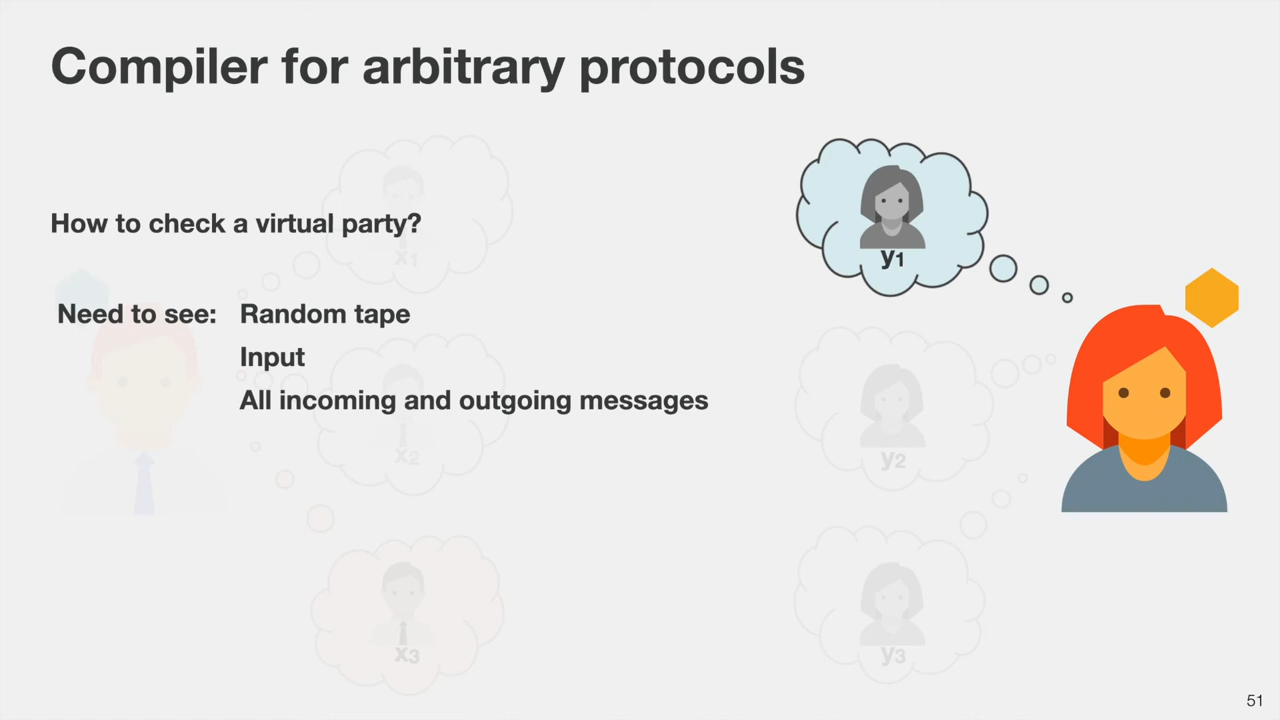 Compiler for arbitrary protocols
How to check a virtual party?
Need to see: Random tape
Input
All incoming and outgoing messages
x1
x2
x3
y1
y2
y3
51